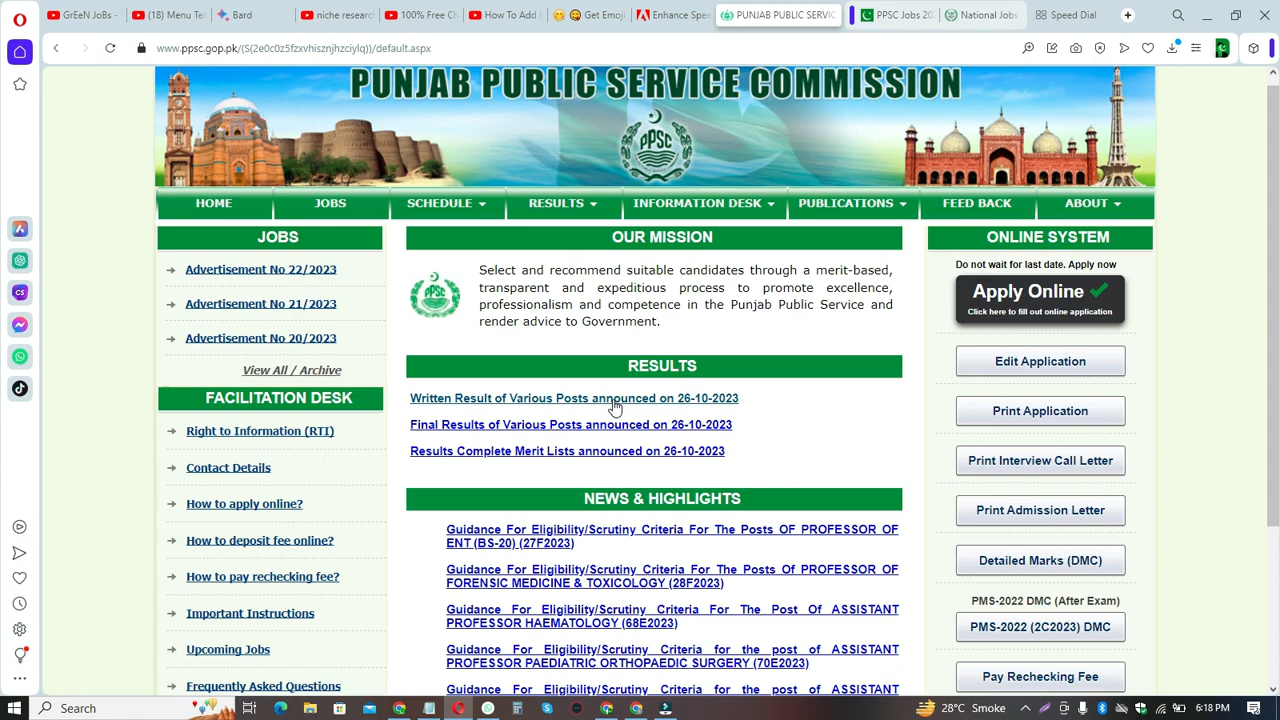 GrEeN JoBs -
(18) Menu Ter
Bard
niche researc
100% Free Ch
How To Add I
Get Emoji
Enhance Spee
PUNJAB PUBLIC SERVIC
PPSC Jobs 202
National Jobs
Speed Dial
www.ppsc.gop.pk/(S(2e0c0z5fzxvhisznjhzciylq))/default.aspx
PUNJAB PUBLIC SERVICE COMMISSION
PPSC
HOME
JOBS
SCHEDULE
RESULTS
INFORMATION DESK
PUBLICATIONS
FEED BACK
ABOUT
JOBS
Advertisement No 22/2023
Advertisement No 21/2023
Advertisement No 20/2023
View All / Archive
FACILITATION DESK
Right to Information (RTI)
Contact Details
How to apply online?
How to deposit fee online?
How to pay rechecking fee?
Important Instructions
Upcoming Jobs
Frequently Asked Questions
OUR MISSION
Select and recommend suitable candidates through a merit-based,
transparent and expeditious process to promote excellence,
professionalism and competence in the Punjab Public Service and
render advice to Government.
RESULTS
Written Result of Various Posts announced on 26-10-2023
Final Results of Various Posts announced on 26-10-2023
Results Complete Merit Lists announced on 26-10-2023
NEWS & HIGHLIGHTS
Guidance For Eligibility/Scrutiny Criteria For The Posts OF PROFESSOR OF
ENT (BS-20) (27F2023)
Guidance For Eligibility/Scrutiny Criteria For The Posts Of PROFESSOR OF
FORENSIC MEDICINE & TOXICOLOGY (28F2023)
Guidance For Eligibility/Scrutiny Criteria For The Post Of ASSISTANT
PROFESSOR HAEMATOLOGY (68E2023)
Guidance For Eligibility/Scrutiny Criteria for the post of ASSISTANT
PROFESSOR PAEDIATRIC ORTHOPAEDIC SURGERY (70E2023)
Guidance For Eligibility/Scrutiny Criteria for the post of ASSISTANT
ONLINE SYSTEM
Do not wait for last date. Apply now
Apply Online
Click here to fill out online application
Edit Application
Print Application
Print Interview Call Letter
Print Admission Letter
Detailed Marks (DMC)
PMS-2022 DMC (After Exam)
PMS-2022 (2C2023) DMC
Pay Rechecking Fee
Search
28°C Smoke
6:18 PM